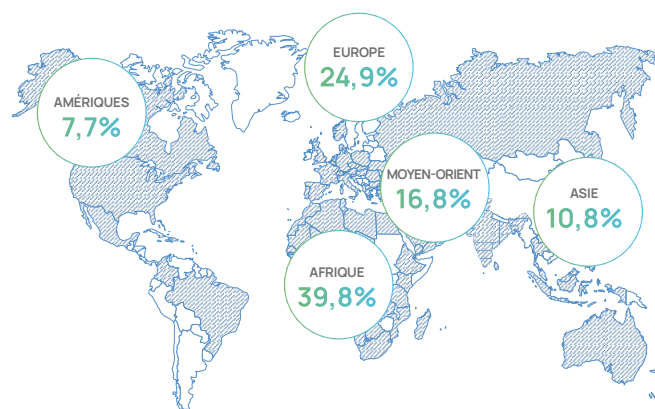 EUROPE
24,9%
AMÉRIQUES
7,7%
MOYEN-ORIENT
16,8%
ASIE
10,8%
AFRIQUE
39,8%